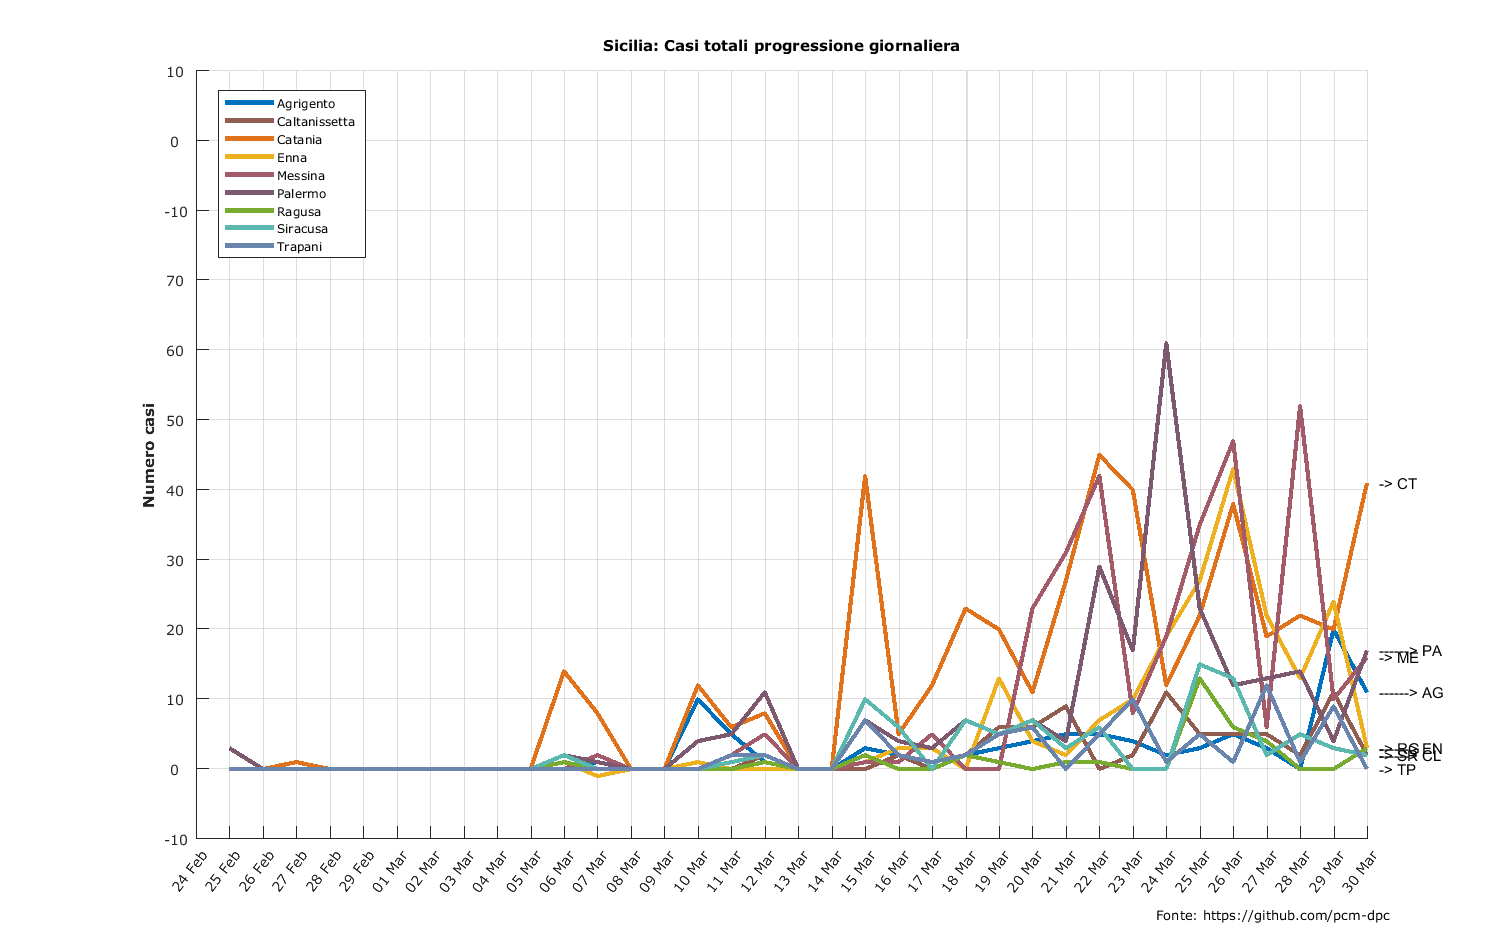 Sicilia: Casi totali progressione giornaliera
10
0
-10
70
60
50
40
30
20
10
0
-10
Numero casi
Agrigento
Caltanissetta
Catania
Enna
Messina
Palermo
Ragusa
Siracusa
Trapani
-> CT
------> PA
-> ME
------> AG
-> RG
------> EN
-> SR
------> CL
-> TP
24 Feb
25 Feb
26 Feb
27 Feb
28 Feb
29 Feb
01 Mar
02 Mar
03 Mar
04 Mar
05 Mar
06 Mar
07 Mar
08 Mar
09 Mar
10 Mar
11 Mar
12 Mar
13 Mar
14 Mar
15 Mar
16 Mar
17 Mar
18 Mar
19 Mar
20 Mar
21 Mar
22 Mar
23 Mar
24 Mar
25 Mar
26 Mar
27 Mar
28 Mar
29 Mar
30 Mar
Fonte: https://github.com/pcm-dpc